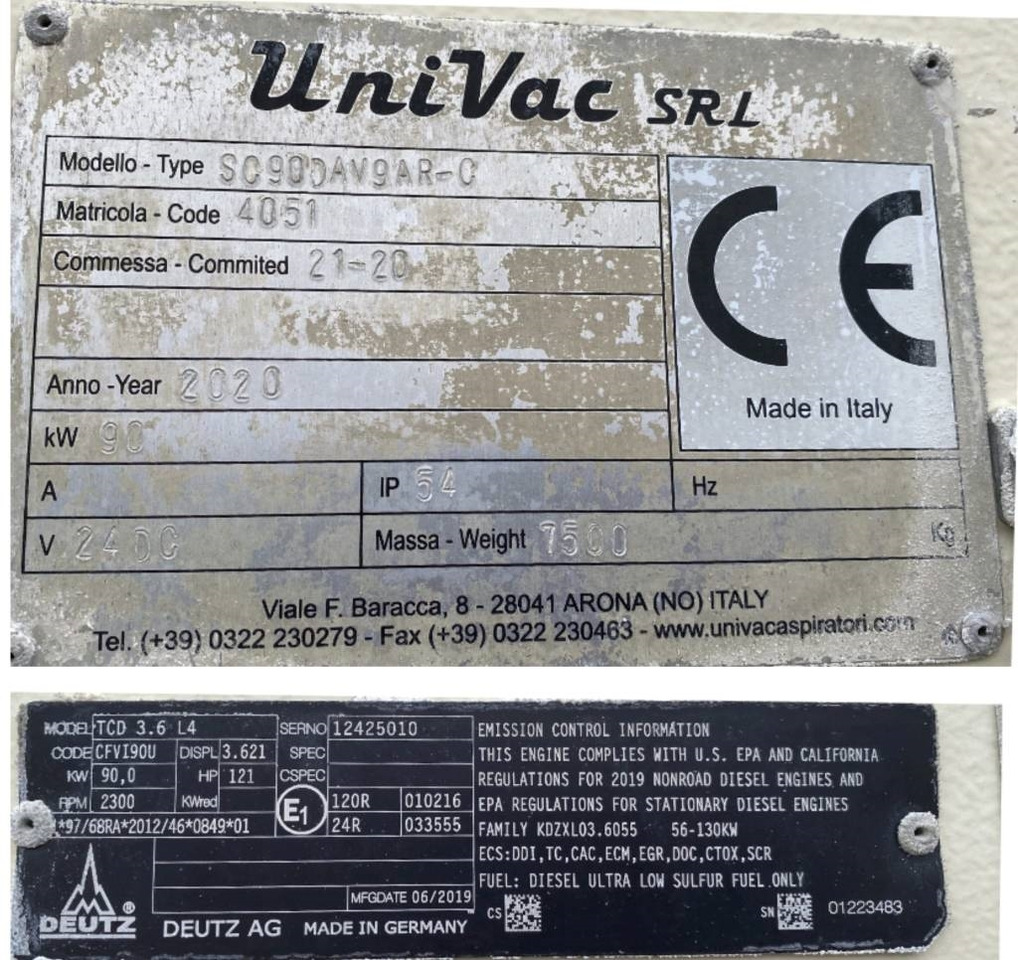 UniVac SRL
Modello - Type SC90DAV9AR-C
Matricola - Code 4051
Commessa - Commited 21-20
Anno -Year 2020
kW 90
A IP 54 Hz
V 24DC Massa - Weight 7500 Kg
CE
Made in Italy
Viale F. Baracca, 8 - 28041 ARONA (NO) ITALY
Tel. (+39) 0322 230279 - Fax (+39) 0322 230463 - www.univacaspiratori.com
MODEL TCD 3.6 L4 SERNO 12425010
CODE CFVI90U DISPL 3.621 SPEC
KW 90,0 HP 121 CSPEC
RPM 2300 KWred E1 120R 010216
*97/68RA*2012/46*0849*01 24R 033555
MFGDATE 06/2019
DEUTZ ® DEUTZ AG MADE IN GERMANY
EMISSION CONTROL INFORMATION
THIS ENGINE COMPLIES WITH U.S. EPA AND CALIFORNIA
REGULATIONS FOR 2019 NONROAD DIESEL ENGINES AND
EPA REGULATIONS FOR STATIONARY DIESEL ENGINES
FAMILY KDZXL03.6055 56-130KW
ECS:DDI,TC,CAC,ECM,EGR,DOC,CTOX,SCR
FUEL: DIESEL ULTRA LOW SULFUR FUEL ONLY
CS SN 01223483